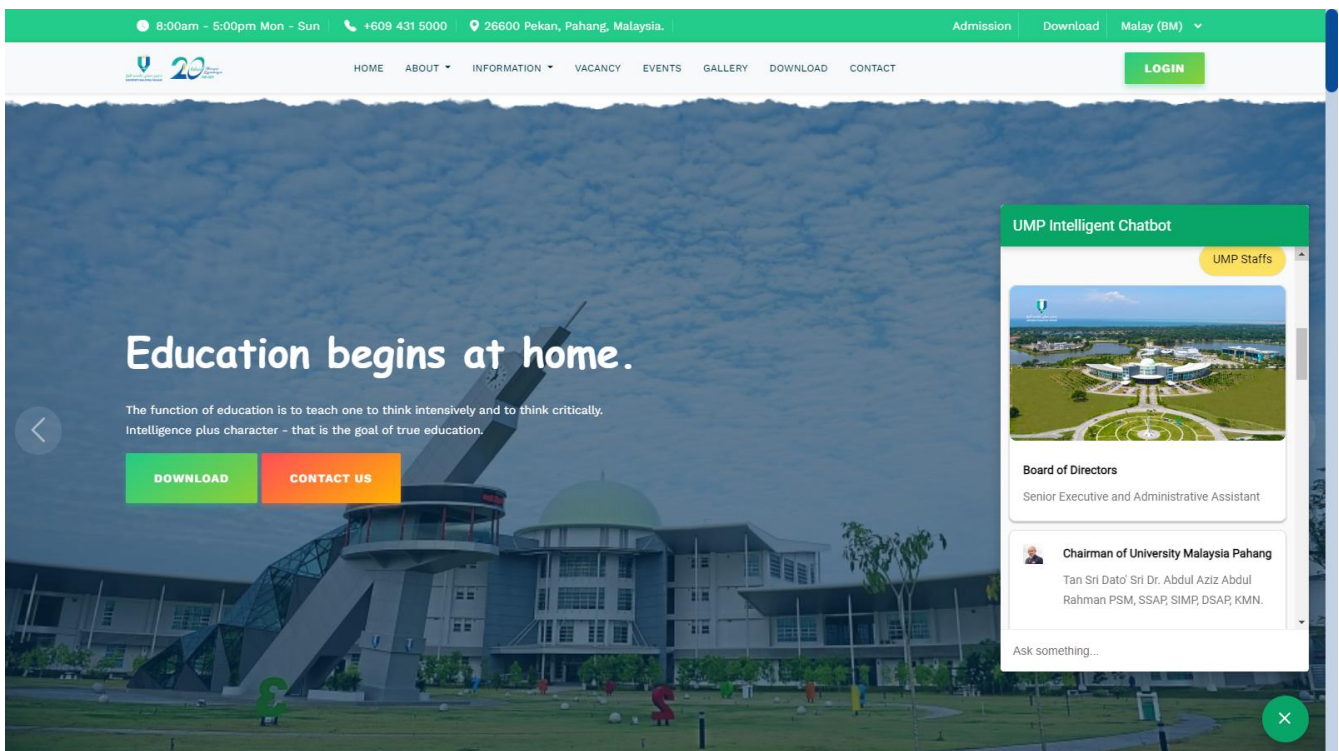 8:00am - 5:00pm Mon - Sun
+609 431 5000
26600 Pekan, Pahang, Malaysia.
Admission
Download
Malay (BM)
20
HOME
ABOUT
INFORMATION
VACANCY
EVENTS
GALLERY
DOWNLOAD
CONTACT
LOGIN
Education begins at home.
The function of education is to teach one to think intensively and to think critically.
Intelligence plus character - that is the goal of true education.
DOWNLOAD
CONTACT US
UMP Intelligent Chatbot
UMP Staffs
Board of Directors
Senior Executive and Administrative Assistant
Chairman of University Malaysia Pahang
Tan Sri Dato' Sri Dr. Abdul Aziz Abdul
Rahman PSM, SSAP, SIMP, DSAP, KMN.
Ask something...